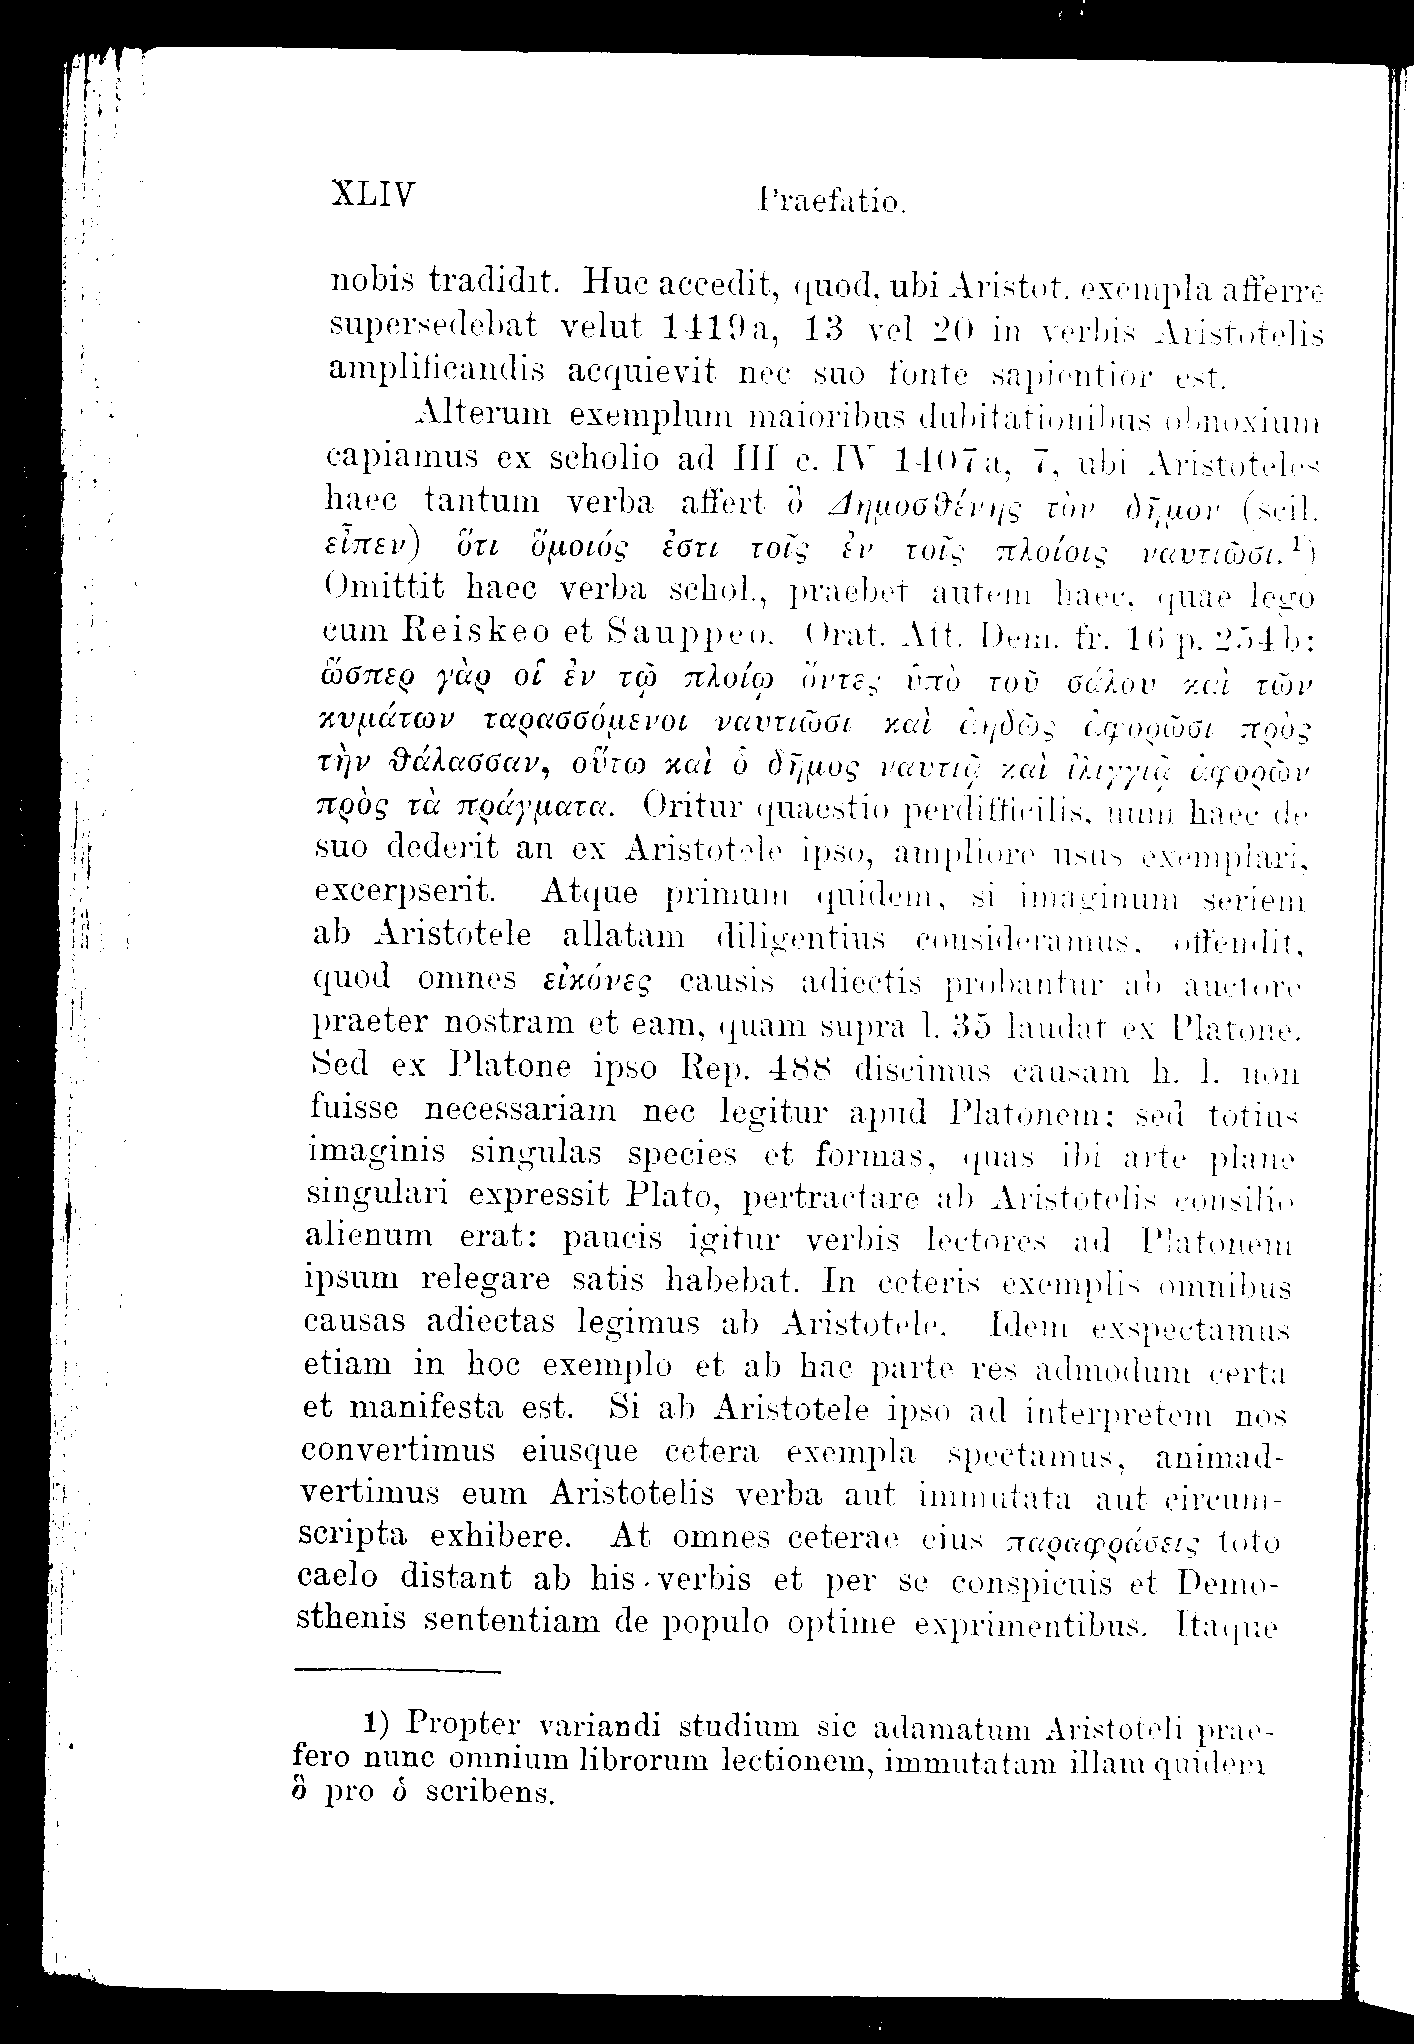 XLIV Praefatio.
nobis tradidit. Huc accedit, quod, ubi Aristot. exempla afferre
supersedebat velut 1419a, 13 vel 20 in verbis Aristotelis
amplificandis acquievit nec suo fonte sapientior est.
Alterum exemplum maioribus dubitationibus obnoxium
capiamus ex scholio ad III c. IV 1407a, 7, ubi Aristoteles
haec tantum verba affert ὃ Δημοσθένης τὸν δῆμον (scil.
εἶπεν) ὅτι ὅμοιός ἐστι τοῖς ἐν τοῖς πλοίοις ναυτιῶσι.¹)
Omittit haec verba schol., praebet autem haec, quae lego
cum Reiskeo et Sauppeo. Orat. Att. Dem. fr. 16 p. 254b:
ὥσπερ γὰρ οἱ ἐν τῷ πλοίῳ ὄντες ὑπὸ τοῦ σάλου καὶ τῶν
κυμάτων ταρασσόμενοι ναυτιῶσι καὶ ἀηδῶς ἀφορῶσι πρὸς
τὴν θάλασσαν, οὕτω καὶ ὁ δῆμος ναυτιᾷ καὶ ἰλιγγιᾷ ἀφορῶν
πρὸς τὰ πράγματα. Oritur quaestio perdifficilis, num haec de
suo dederit an ex Aristotele ipso, ampliore usus exemplari,
excerpserit. Atque primum quidem, si imaginum seriem
ab Aristotele allatam diligentius consideramus, offendit,
quod omnes εἰκόνες causis adiectis probantur ab auctore
praeter nostram et eam, quam supra l. 35 laudat ex Platone.
Sed ex Platone ipso Rep. 488 discimus causam h. l. non
fuisse necessariam nec legitur apud Platonem; sed totius
imaginis singulas species et formas, quas ibi arte plane
singulari expressit Plato, pertractare ab Aristotelis consilio
alienum erat: paucis igitur verbis lectores ad Platonem
ipsum relegare satis habebat. In ceteris exemplis omnibus
causas adiectas legimus ab Aristotele. Idem exspectamus
etiam in hoc exemplo et ab hac parte res admodum certa
et manifesta est. Si ab Aristotele ipso ad interpretem nos
convertimus eiusque cetera exempla spectamus, animad-
vertimus eum Aristotelis verba aut immutata aut circum-
scripta exhibere. At omnes ceterae eius παραφράσεις toto
caelo distant ab his verbis et per se conspicuis et Demo-
sthenis sententiam de populo optime exprimentibus. Itaque
1) Propter variandi studium sic adamatum Aristoteli prae-
fero nunc omnium librorum lectionem, immutatam illam quidem
ὃ pro ὁ scribens.